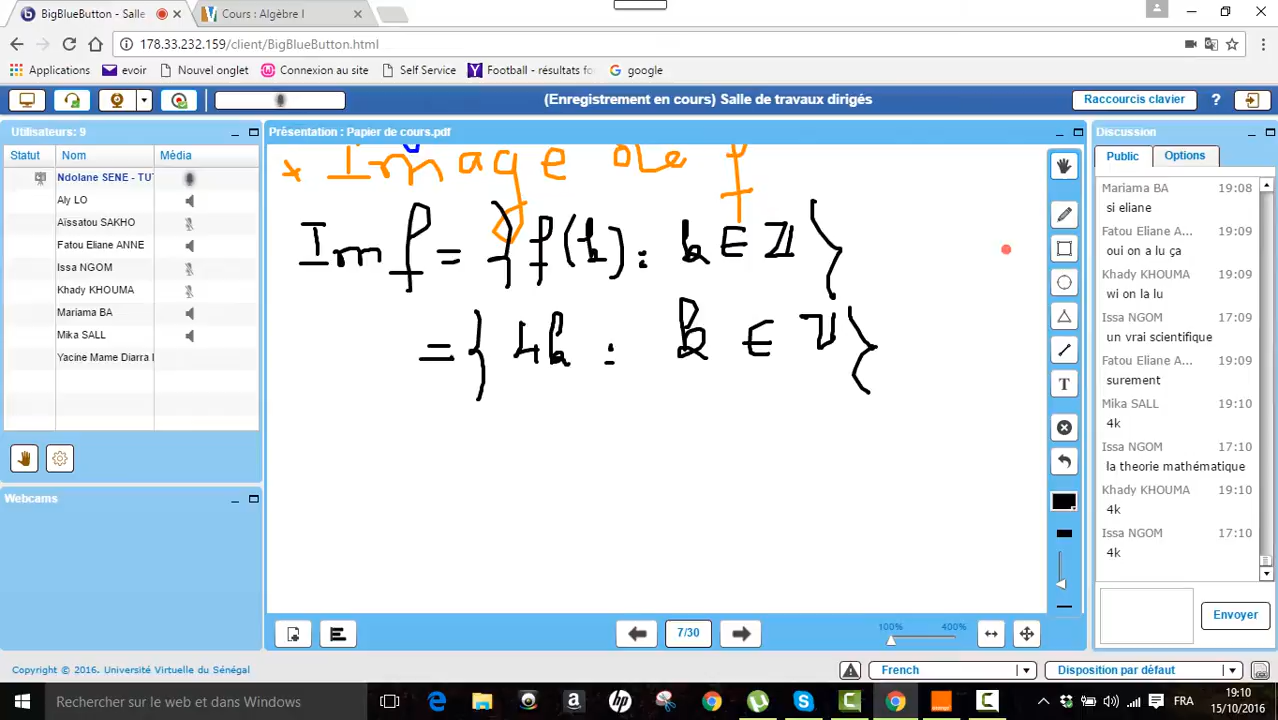 BigBlueButton - Salle
Cours : Algèbre I
178.33.232.159/client/BigBlueButton.html
Applications
evoir
Nouvel onglet
Connexion au site
Self Service
Football - résultats fo
google
(Enregistrement en cours) Salle de travaux dirigés
Raccourcis clavier
?
Utilisateurs: 9
Statut
Nom
Média
Ndolane SENE - TUT
Aly LO
Aïssatou SAKHO
Fatou Eliane ANNE
Issa NGOM
Khady KHOUMA
Mariama BA
Mika SALL
Yacine Mame Diarra
Webcams
Présentation : Papier de cours.pdf
* Image de f
Im f = {f(k) : k ∈ ℤ}
= {4k : k ∈ ℤ}
T
7/30
100%
400%
Discussion
Public
Options
Mariama BA 19:08
si eliane
Fatou Eliane A... 19:09
oui on a lu ça
Khady KHOUMA 19:09
wi on la lu
Issa NGOM 17:09
un vrai scientifique
Fatou Eliane A... 19:09
surement
Mika SALL 19:10
4k
Issa NGOM 17:10
la theorie mathématique
Khady KHOUMA 19:10
4k
Issa NGOM 17:10
4k
Envoyer
Copyright © 2016. Université Virtuelle du Sénégal
French
Disposition par défaut
Rechercher sur le web et dans Windows
FRA
19:10
15/10/2016